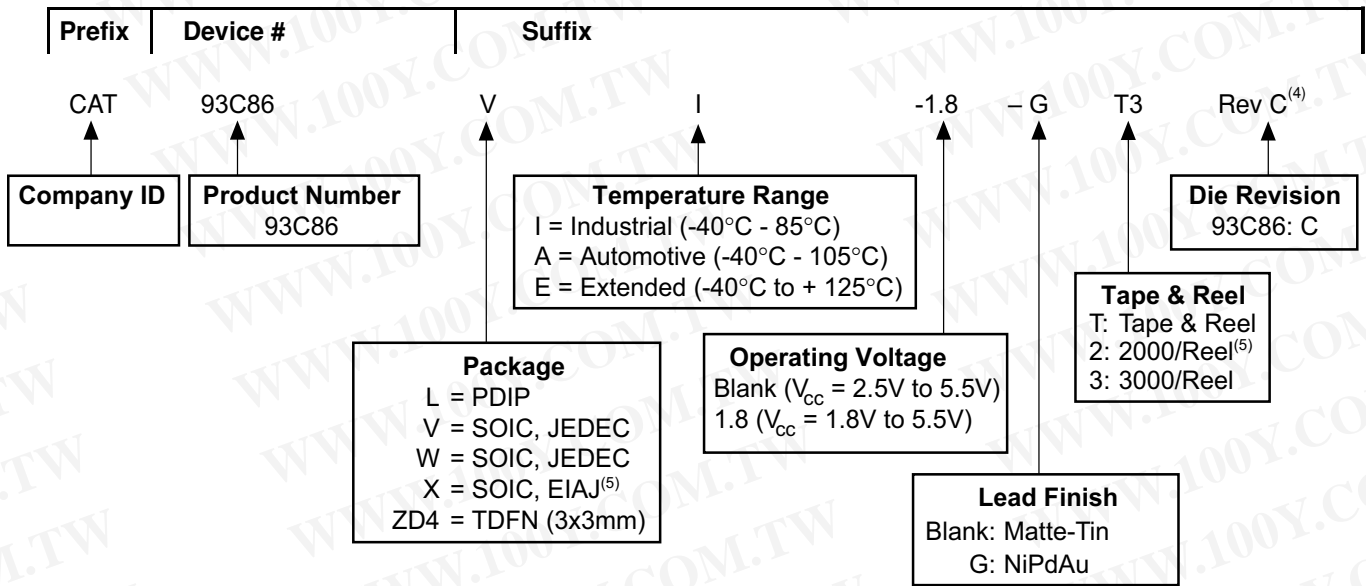 Prefix Device # Suffix
CAT 93C86 V I -1.8 – G T3 Rev C(4)
Company ID
Product Number
93C86
Temperature Range
I = Industrial (-40°C - 85°C)
A = Automotive (-40°C - 105°C)
E = Extended (-40°C to + 125°C)
Die Revision
93C86: C
Tape & Reel
T: Tape & Reel
2: 2000/Reel(5)
3: 3000/Reel
Package
L = PDIP
V = SOIC, JEDEC
W = SOIC, JEDEC
X = SOIC, EIAJ(5)
ZD4 = TDFN (3x3mm)
Operating Voltage
Blank (Vcc = 2.5V to 5.5V)
1.8 (Vcc = 1.8V to 5.5V)
Lead Finish
Blank: Matte-Tin
G: NiPdAu
WWW.100Y.COM.TW